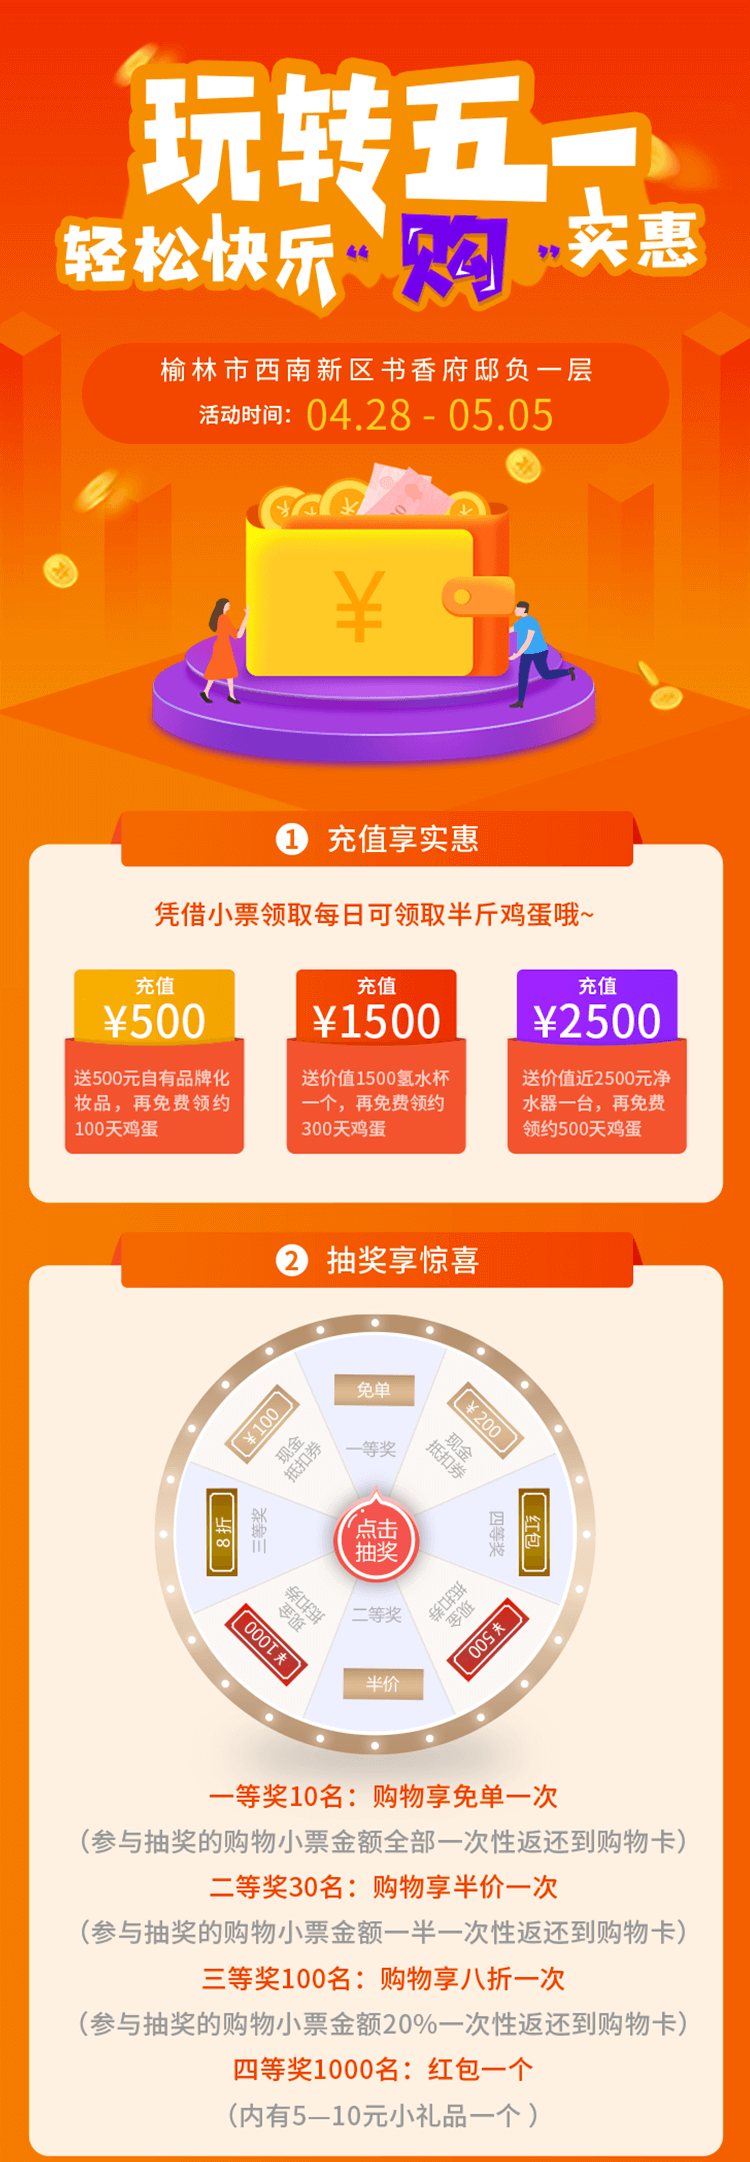 玩转五一
轻松快乐“购”实惠
榆林市西南新区书香府邸负一层
活动时间：04.28 - 05.05
¥
1 充值享实惠
凭借小票领取每日可领取半斤鸡蛋哦~
充值
¥500
送500元自有品牌化
妆品，再免费领约
100天鸡蛋
充值
¥1500
送价值1500氢水杯
一个，再免费领约
300天鸡蛋
充值
¥2500
送价值近2500元净
水器一台，再免费
领约500天鸡蛋
2 抽奖享惊喜
免单
一等奖
¥200
现金
抵扣券
红包
四等奖
¥500
现金
抵扣券
半价
二等奖
¥1000
现金
抵扣券
8折
三等奖
¥100
现金
抵扣券
点击
抽奖
一等奖10名：购物享免单一次
（参与抽奖的购物小票金额全部一次性返还到购物卡）
二等奖30名：购物享半价一次
（参与抽奖的购物小票金额一半一次性返还到购物卡）
三等奖100名：购物享八折一次
（参与抽奖的购物小票金额20%一次性返还到购物卡）
四等奖1000名：红包一个
（内有5—10元小礼品一个 ）